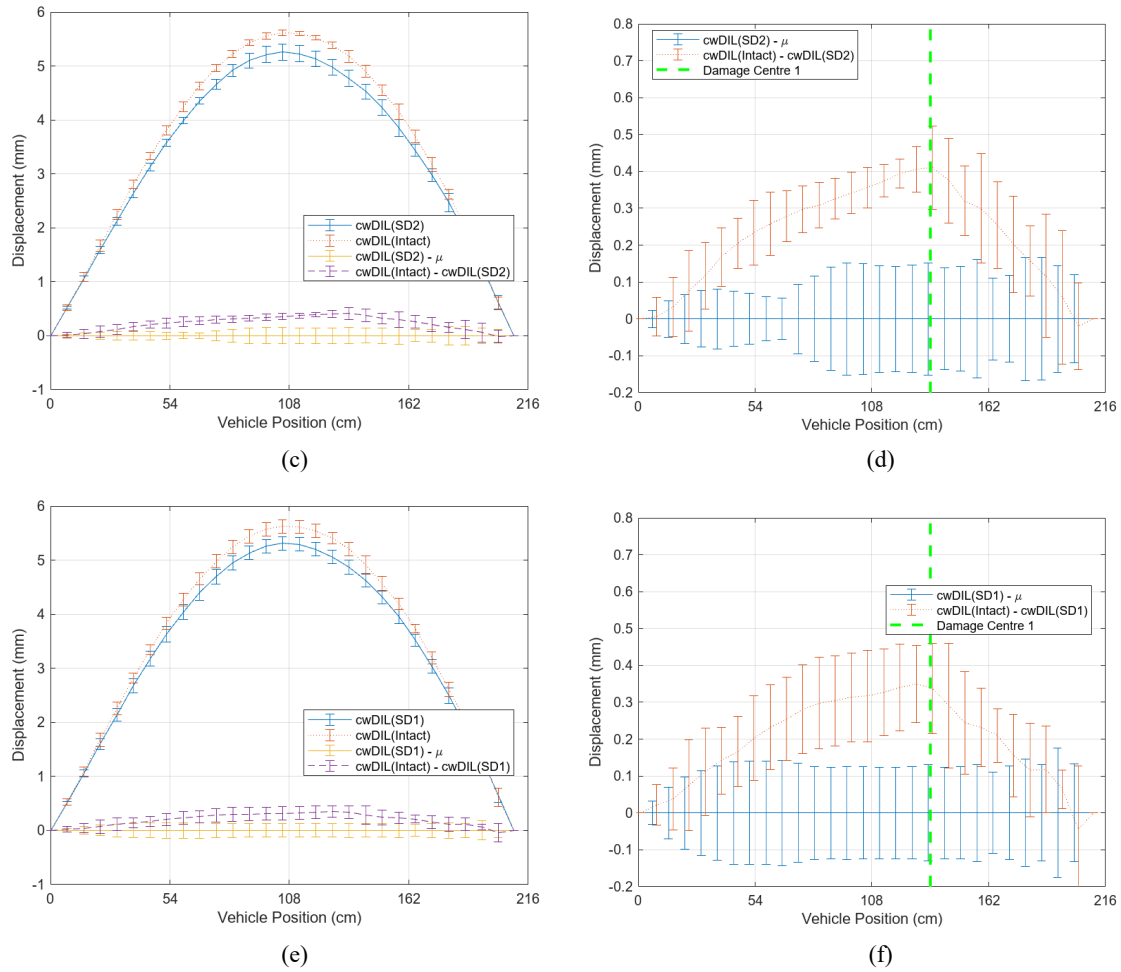 6
5
4
3
2
1
0
-1
Displacement (mm)
cwDIL(SD2)
cwDIL(Intact)
cwDIL(SD2) - μ
cwDIL(Intact) - cwDIL(SD2)
0
54
108
162
216
Vehicle Position (cm)
(c)
0.8
0.7
0.6
0.5
0.4
0.3
0.2
0.1
0
-0.1
-0.2
Displacement (mm)
cwDIL(SD2) - μ
cwDIL(Intact) - cwDIL(SD2)
Damage Centre 1
0
54
108
162
216
Vehicle Position (cm)
(d)
6
5
4
3
2
1
0
-1
Displacement (mm)
cwDIL(SD1)
cwDIL(Intact)
cwDIL(SD1) - μ
cwDIL(Intact) - cwDIL(SD1)
0
54
108
162
216
Vehicle Position (cm)
(e)
0.8
0.7
0.6
0.5
0.4
0.3
0.2
0.1
0
-0.1
-0.2
Displacement (mm)
cwDIL(SD1) - μ
cwDIL(Intact) - cwDIL(SD1)
Damage Centre 1
0
54
108
162
216
Vehicle Position (cm)
(f)